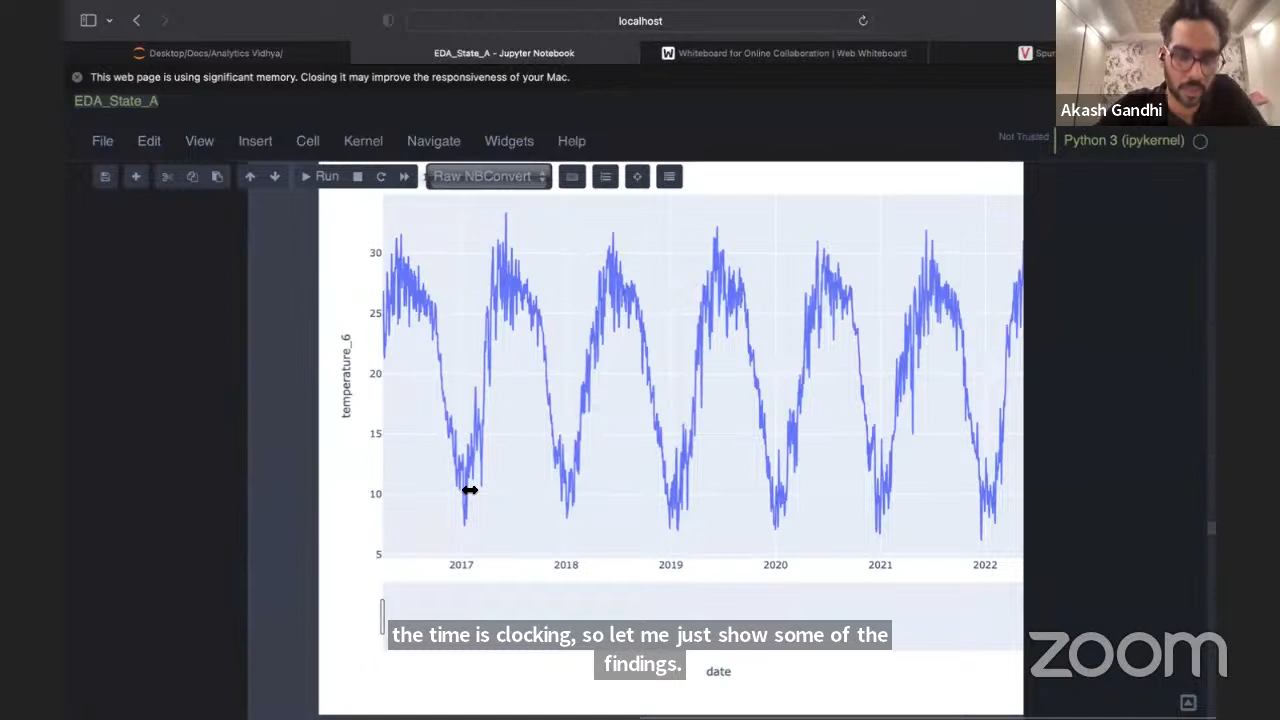 localhost
Desktop/Docs/Analytics Vidhya/
EDA_State_A - Jupyter Notebook
Whiteboard for Online Collaboration | Web Whiteboard
Spur
This web page is using significant memory. Closing it may improve the responsiveness of your Mac.
EDA_State_A
Akash Gandhi
File Edit View Insert Cell Kernel Navigate Widgets Help
Not Trusted
Python 3 (ipykernel)
Run
Raw NBConvert
30
25
20
15
10
5
temperature_6
2017 2018 2019 2020 2021 2022
the time is clocking, so let me just show some of the
findings.
date
zoom